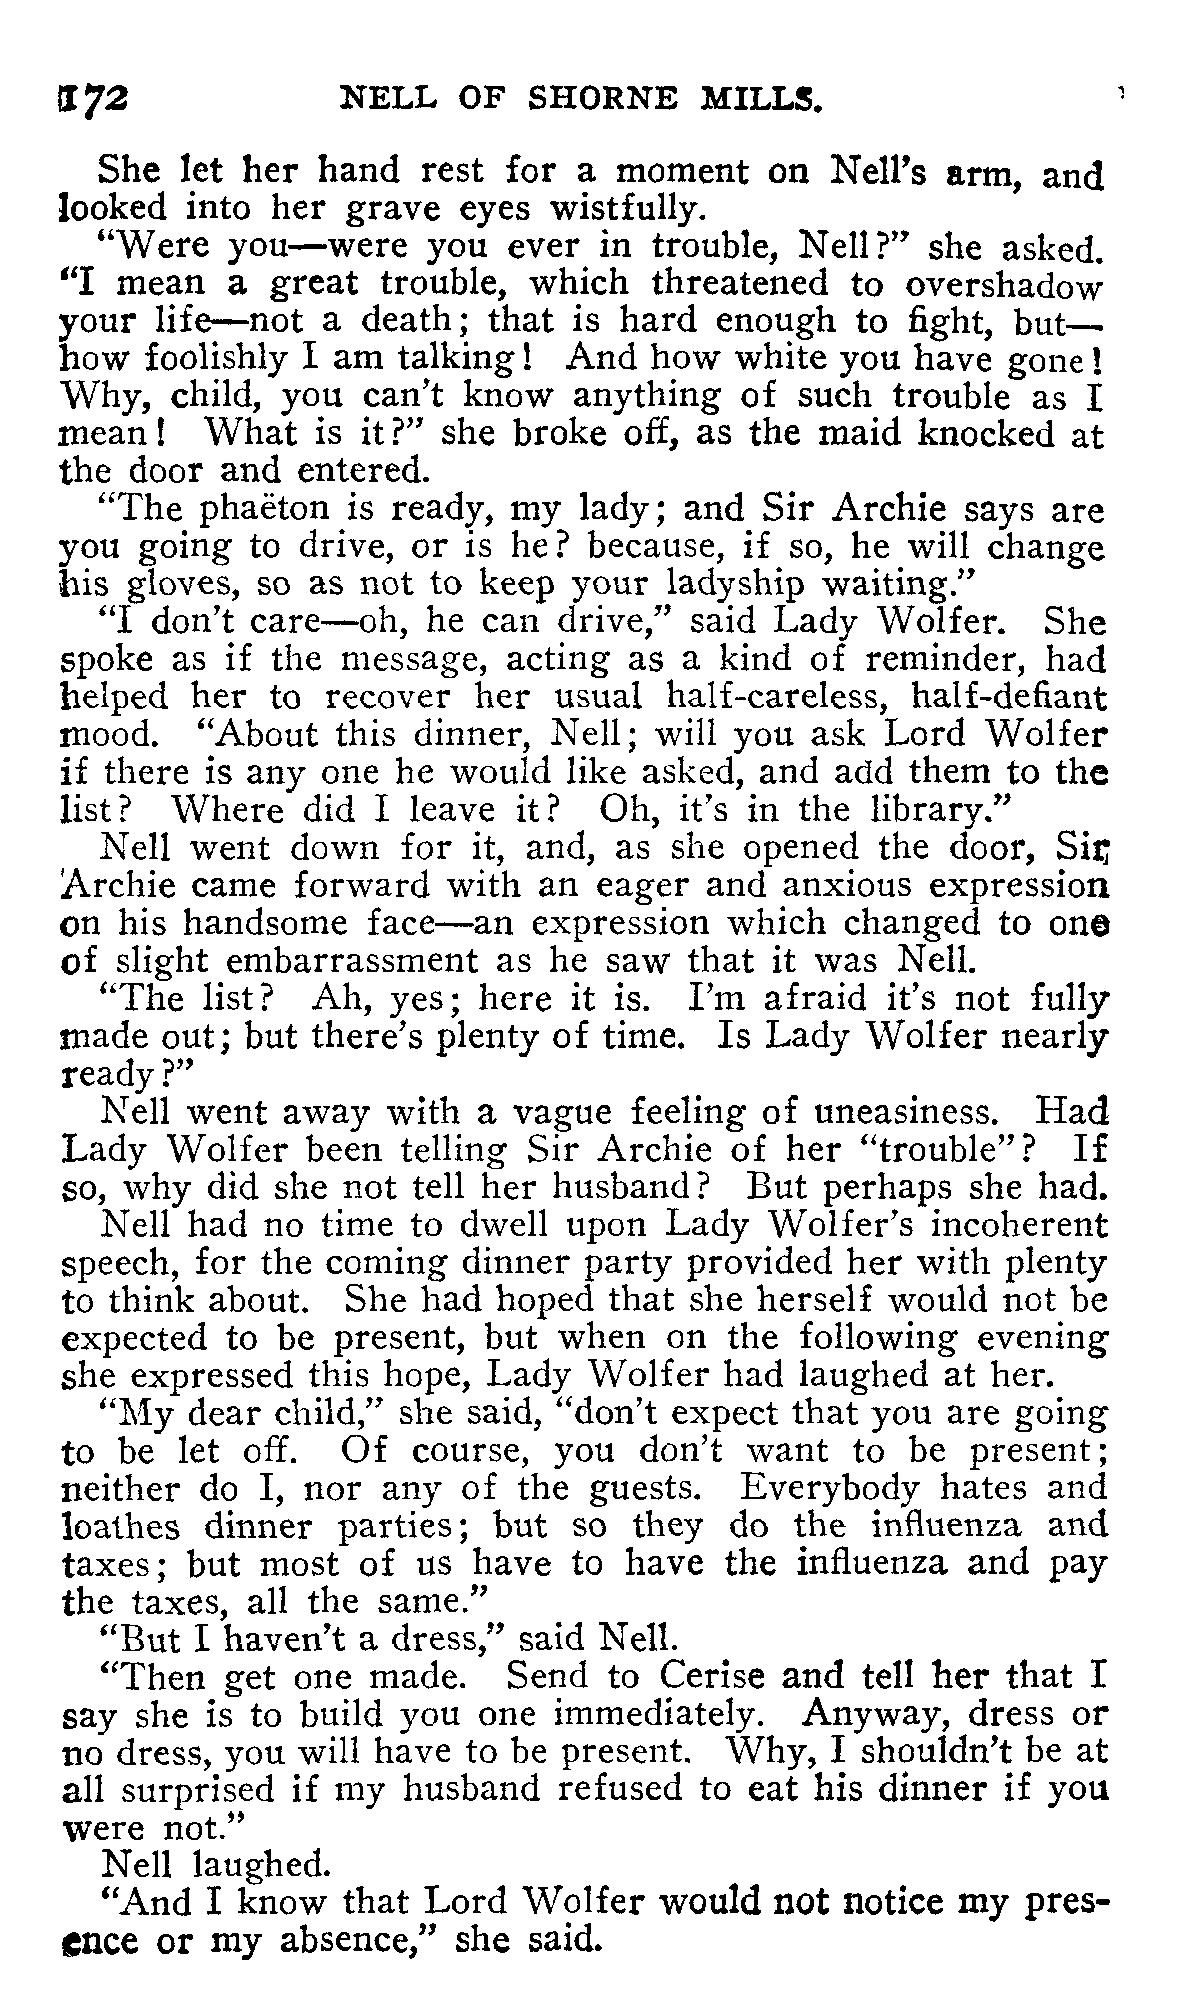 172 NELL OF SHORNE MILLS.
She let her hand rest for a moment on Nell's arm, and
looked into her grave eyes wistfully.
"Were you—were you ever in trouble, Nell?" she asked.
"I mean a great trouble, which threatened to overshadow
your life—not a death; that is hard enough to fight, but—
how foolishly I am talking! And how white you have gone!
Why, child, you can't know anything of such trouble as I
mean! What is it?" she broke off, as the maid knocked at
the door and entered.
"The phaëton is ready, my lady; and Sir Archie says are
you going to drive, or is he? because, if so, he will change
his gloves, so as not to keep your ladyship waiting."
"I don't care—oh, he can drive," said Lady Wolfer. She
spoke as if the message, acting as a kind of reminder, had
helped her to recover her usual half-careless, half-defiant
mood. "About this dinner, Nell; will you ask Lord Wolfer
if there is any one he would like asked, and add them to the
list? Where did I leave it? Oh, it's in the library."
Nell went down for it, and, as she opened the door, Sir
Archie came forward with an eager and anxious expression
on his handsome face—an expression which changed to one
of slight embarrassment as he saw that it was Nell.
"The list? Ah, yes; here it is. I'm afraid it's not fully
made out; but there's plenty of time. Is Lady Wolfer nearly
ready?"
Nell went away with a vague feeling of uneasiness. Had
Lady Wolfer been telling Sir Archie of her "trouble"? If
so, why did she not tell her husband? But perhaps she had.
Nell had no time to dwell upon Lady Wolfer's incoherent
speech, for the coming dinner party provided her with plenty
to think about. She had hoped that she herself would not be
expected to be present, but when on the following evening
she expressed this hope, Lady Wolfer had laughed at her.
"My dear child," she said, "don't expect that you are going
to be let off. Of course, you don't want to be present;
neither do I, nor any of the guests. Everybody hates and
loathes dinner parties; but so they do the influenza and
taxes; but most of us have to have the influenza and pay
the taxes, all the same."
"But I haven't a dress," said Nell.
"Then get one made. Send to Cerise and tell her that I
say she is to build you one immediately. Anyway, dress or
no dress, you will have to be present. Why, I shouldn't be at
all surprised if my husband refused to eat his dinner if you
were not."
Nell laughed.
"And I know that Lord Wolfer would not notice my pres-
ence or my absence," she said.